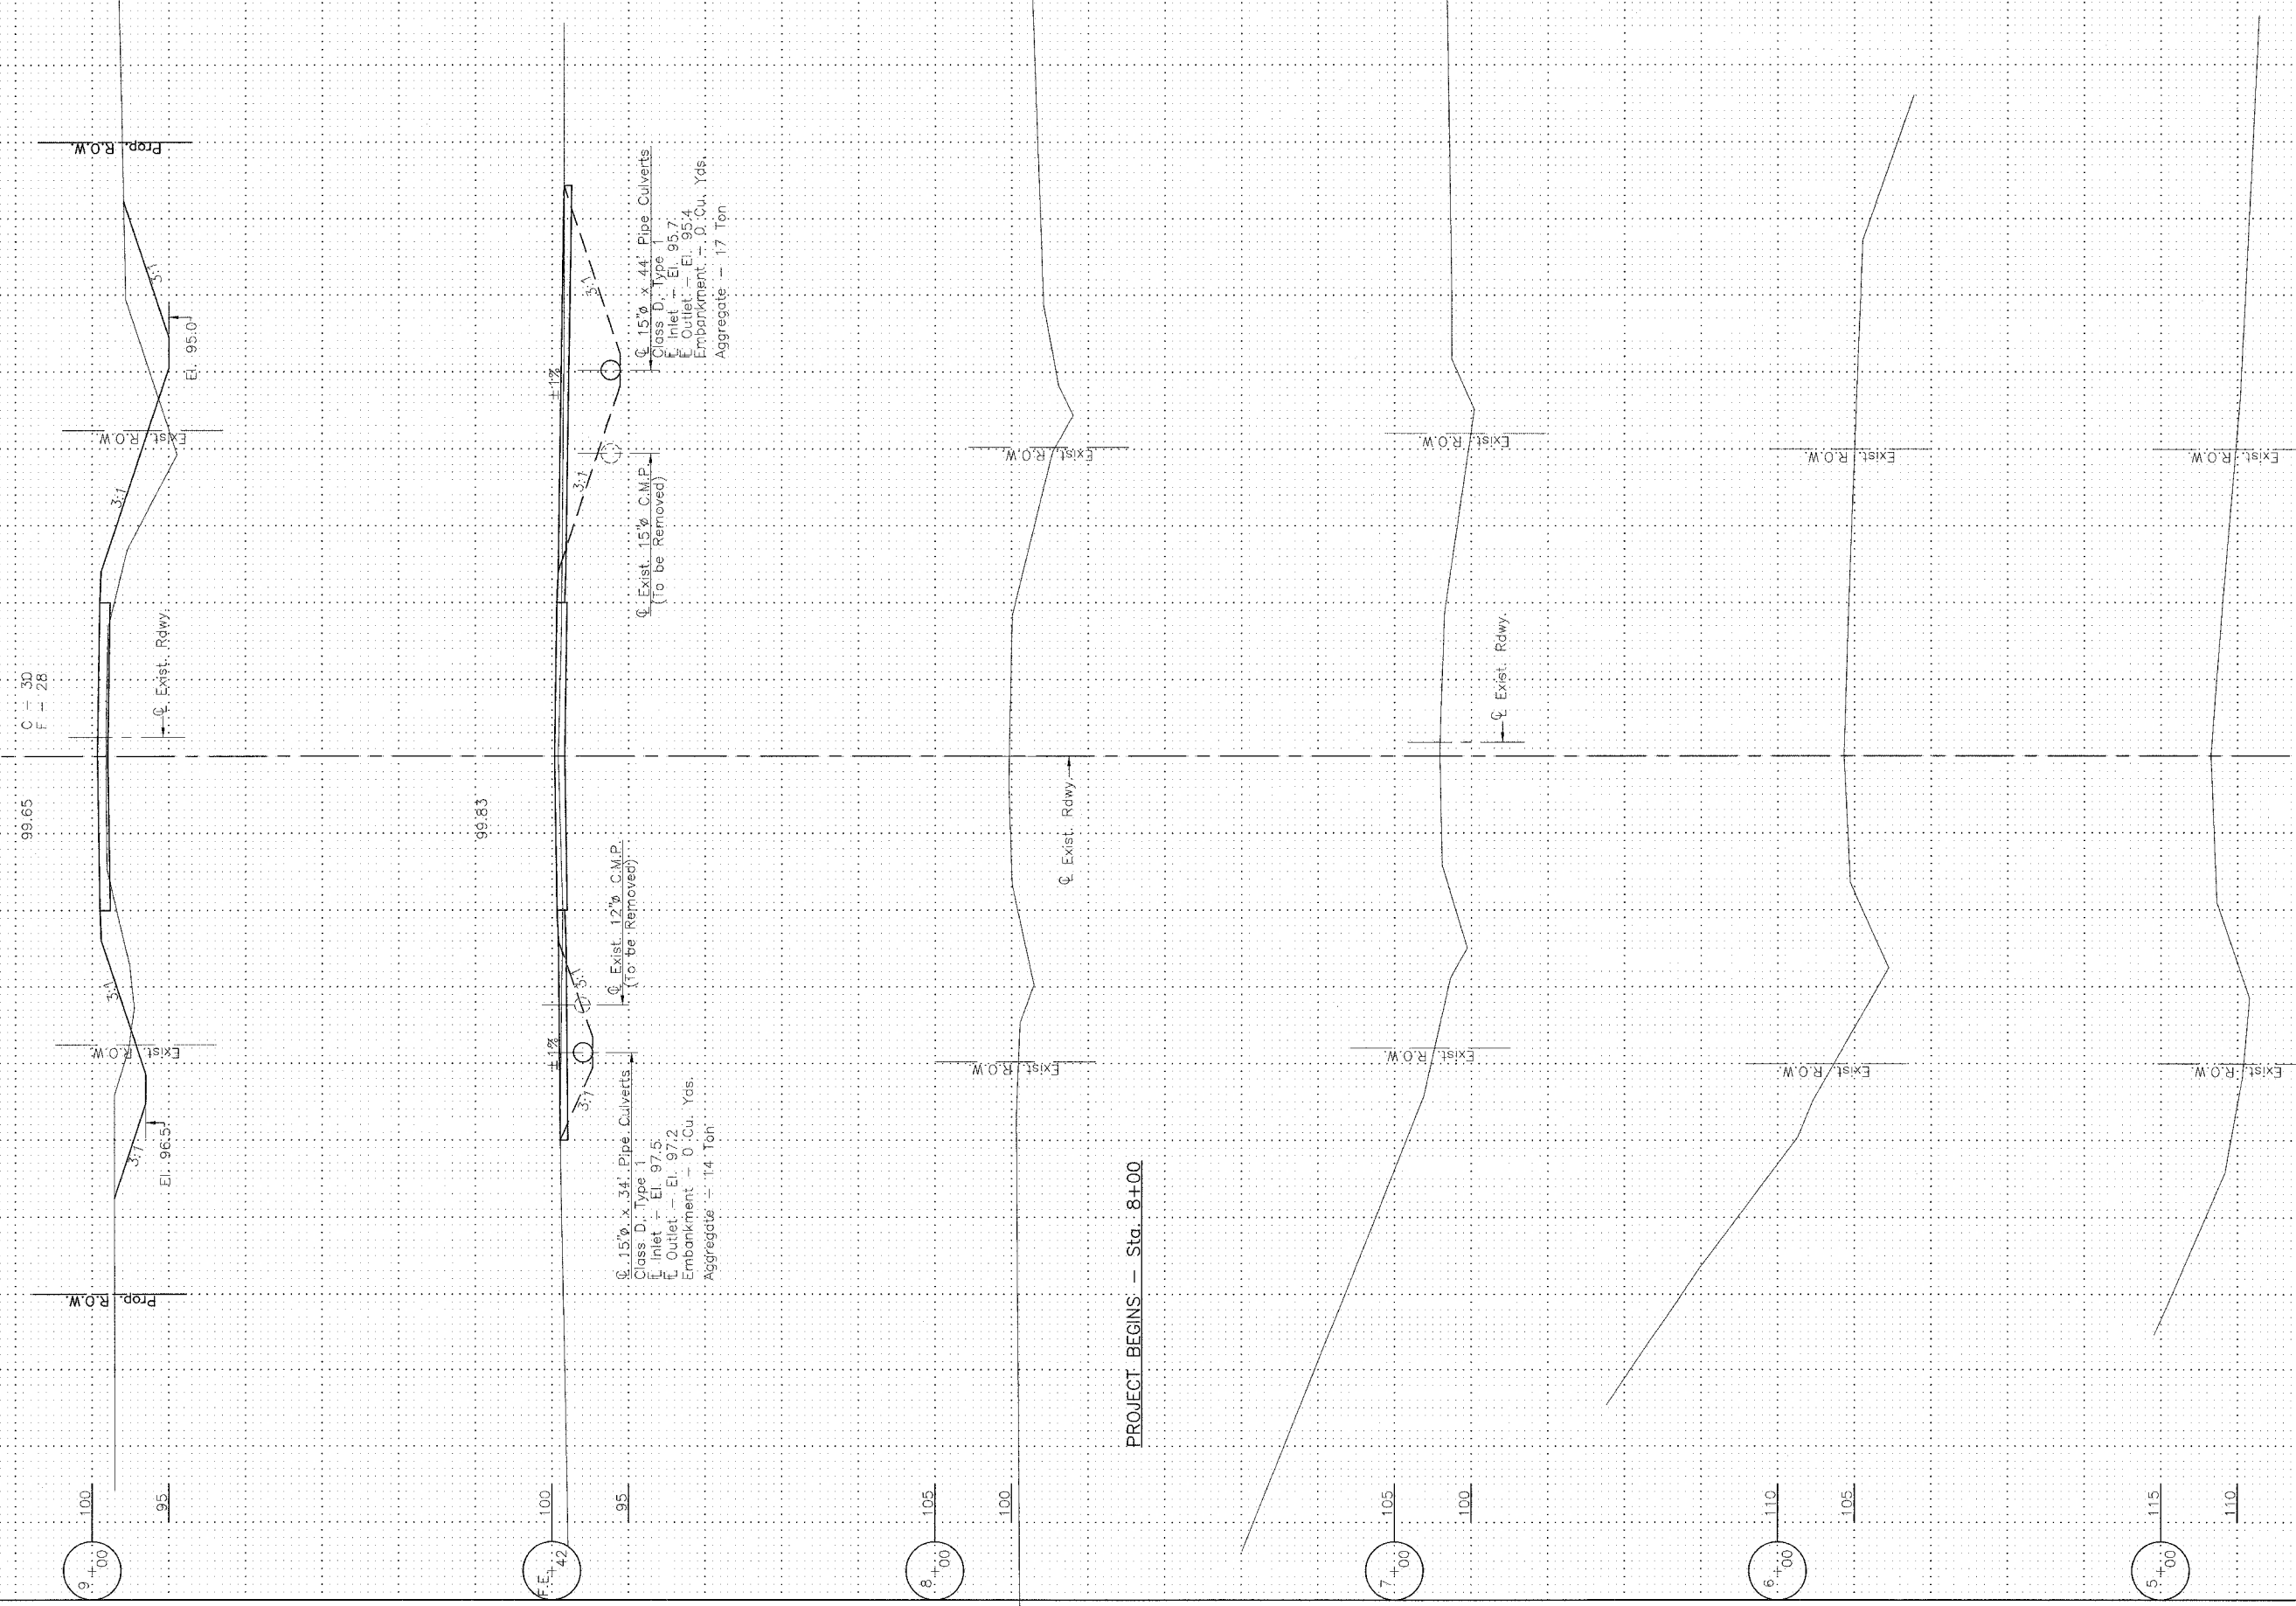 C - 30
F - 28
99.65
Prop. R.O.W.
3:1
El. 95.0
Exist. R.O.W.
3:1
℄ Exist. Rdwy.
3:1
Exist. R.O.W.
3:1
El. 96.5
Prop. R.O.W.
100
95
9+00
99.83
±1%
3:1
℄ 15"ø x 44' Pipe Culverts
Class D, Type 1
℄ Inlet - El. 95.7
℄ Outlet - El. 95.4
Embankment - 0 Cu. Yds.
Aggregate - 17 Ton
3:1
℄ Exist. 15"ø C.M.P.
(To be Removed)
℄ Exist. 12"ø C.M.P.
(To be Removed)
3:1
±1%
3:1
℄ 15"ø x 34' Pipe Culverts
Class D, Type 1
℄ Inlet - El. 97.5
℄ Outlet - El. 97.2
Embankment - 0 Cu. Yds.
Aggregate - 14 Ton
100
95
F.E.+42
Exist. R.O.W.
℄ Exist. Rdwy.
Exist. R.O.W.
105
100
8+00
PROJECT BEGINS - Sta. 8+00
Exist. R.O.W.
℄ Exist. Rdwy.
Exist. R.O.W.
105
100
7+00
Exist. R.O.W.
Exist. R.O.W.
110
105
6+00
Exist. R.O.W.
Exist. R.O.W.
115
110
5+00